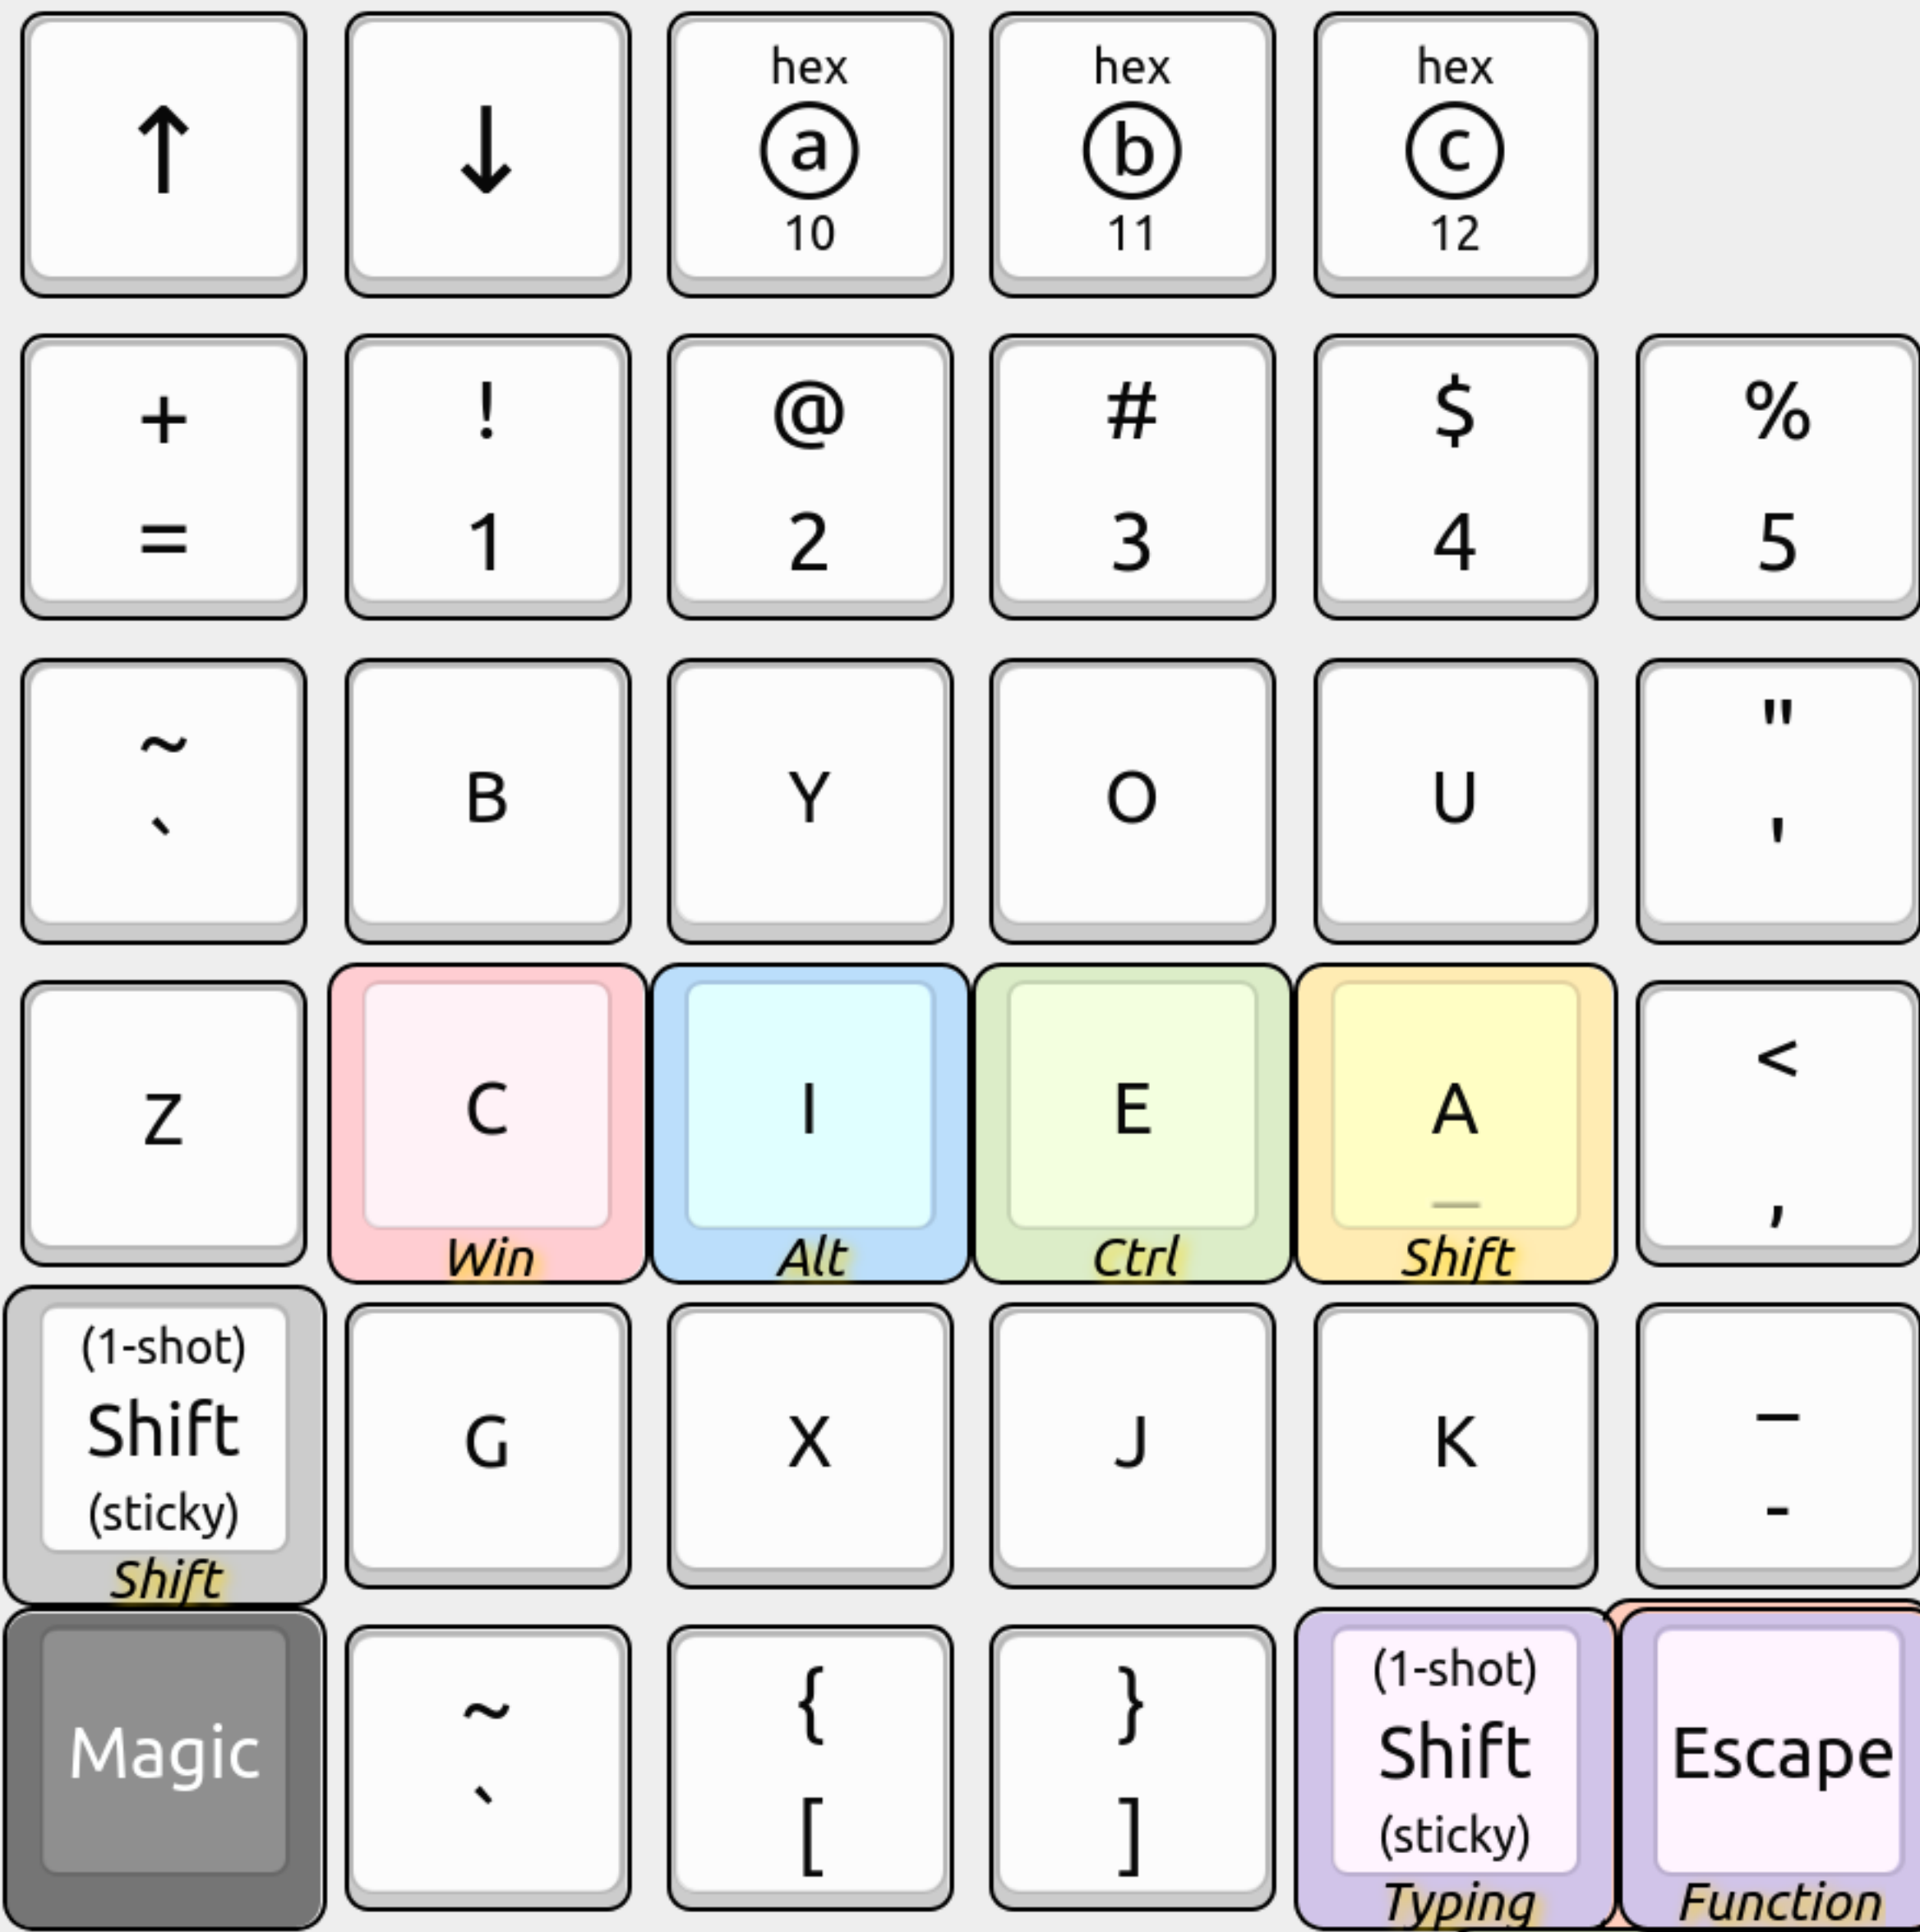 ↑ ↓ hex ⓐ 10 hex ⓑ 11 hex ⓒ 12
+ = ! 1 @ 2 # 3 $ 4 % 5
~ ` B Y O U " '
Z C Win I Alt E Ctrl A _ Shift < ,
(1-shot) Shift (sticky) Shift G X J K _ -
Magic ~ ` { [ } ] (1-shot) Shift (sticky) Typing Escape Function